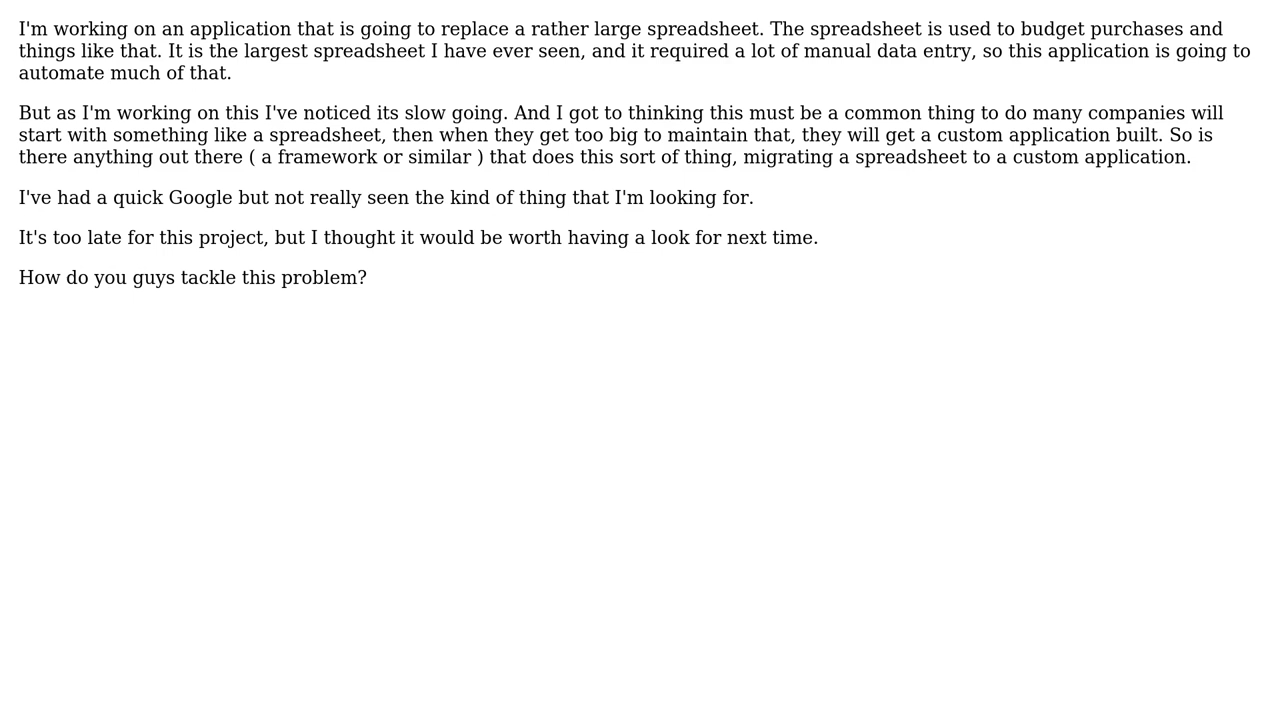 I'm working on an application that is going to replace a rather large spreadsheet. The spreadsheet is used to budget purchases and
things like that. It is the largest spreadsheet I have ever seen, and it required a lot of manual data entry, so this application is going to
automate much of that.
But as I'm working on this I've noticed its slow going. And I got to thinking this must be a common thing to do many companies will
start with something like a spreadsheet, then when they get too big to maintain that, they will get a custom application built. So is
there anything out there ( a framework or similar ) that does this sort of thing, migrating a spreadsheet to a custom application.
I've had a quick Google but not really seen the kind of thing that I'm looking for.
It's too late for this project, but I thought it would be worth having a look for next time.
How do you guys tackle this problem?